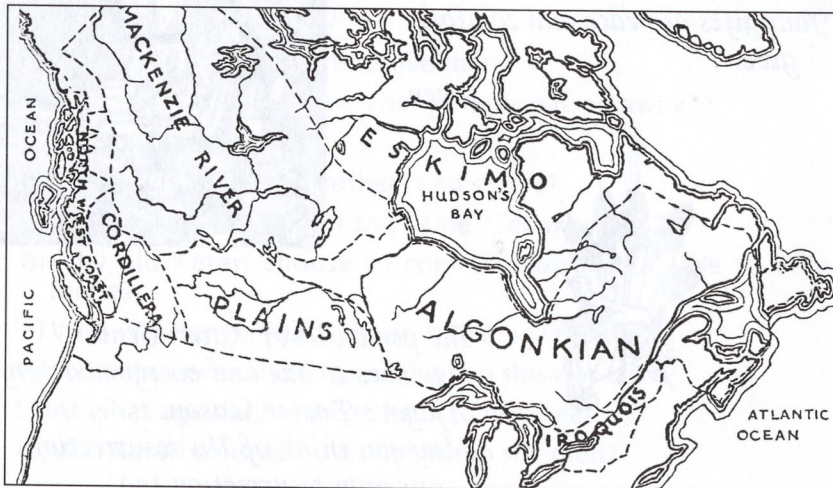 MACKENZIE RIVER
ESKIMO
HUDSON'S
BAY
PACIFIC OCEAN
NORTH WEST COAST
CORDILLERA
PLAINS
ALGONKIAN
IROQUOIS
ATLANTIC
OCEAN